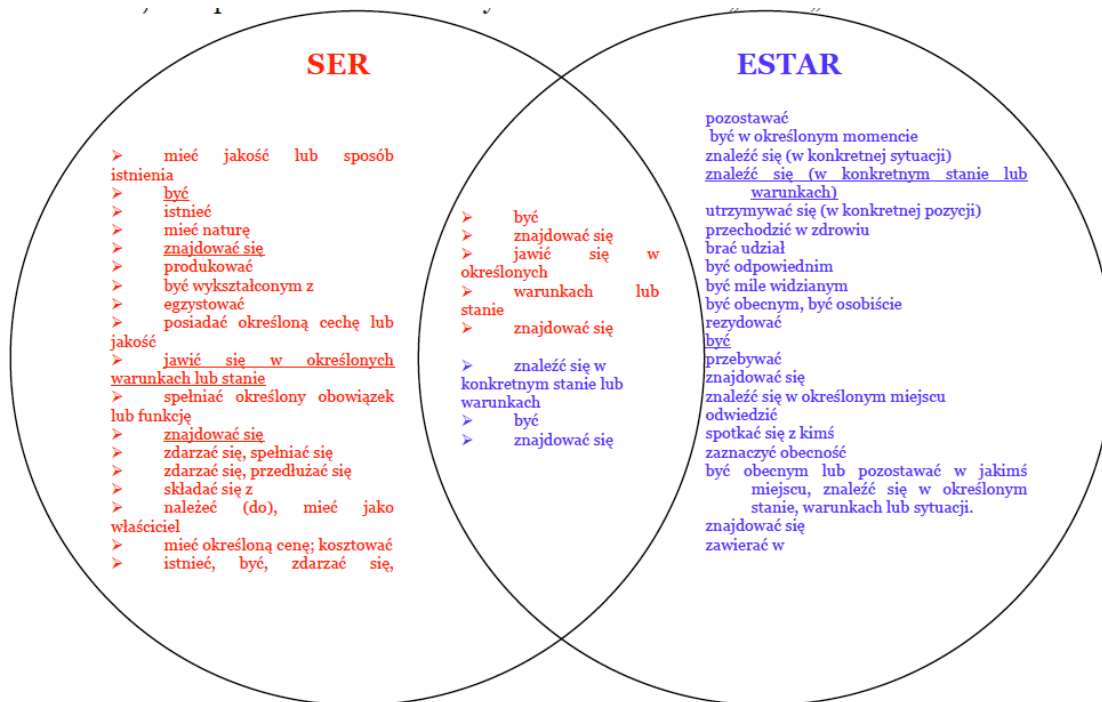 SER
➢ mieć jakość lub sposób
istnienia
➢ być
➢ istnieć
➢ mieć naturę
➢ znajdować się
➢ produkować
➢ być wykształconym z
➢ egzystować
➢ posiadać określoną cechę lub
jakość
➢ jawić się w określonych
warunkach lub stanie
➢ spełniać określony obowiązek
lub funkcję
➢ znajdować się
➢ zdarzać się, spełniać się
➢ zdarzać się, przedłużać się
➢ składać się z
➢ należeć (do), mieć jako
właściciel
➢ mieć określoną cenę; kosztować
➢ istnieć, być, zdarzać się,
➢ być
➢ znajdować się
➢ jawić się w
określonych
➢ warunkach lub
stanie
➢ znajdować się
➢ znaleźć się w
konkretnym stanie lub
warunkach
➢ być
➢ znajdować się
ESTAR
pozostawać
być w określonym momencie
znaleźć się (w konkretnej sytuacji)
znaleźć się (w konkretnym stanie lub
warunkach)
utrzymywać się (w konkretnej pozycji)
przechodzić w zdrowiu
brać udział
być odpowiednim
być mile widzianym
być obecnym, być osobiście
rezydować
być
przebywać
znajdować się
znaleźć się w określonym miejscu
odwiedzić
spotkać się z kimś
zaznaczyć obecność
być obecnym lub pozostawać w jakimś
miejscu, znaleźć się w określonym
stanie, warunkach lub sytuacji.
znajdować się
zawierać w